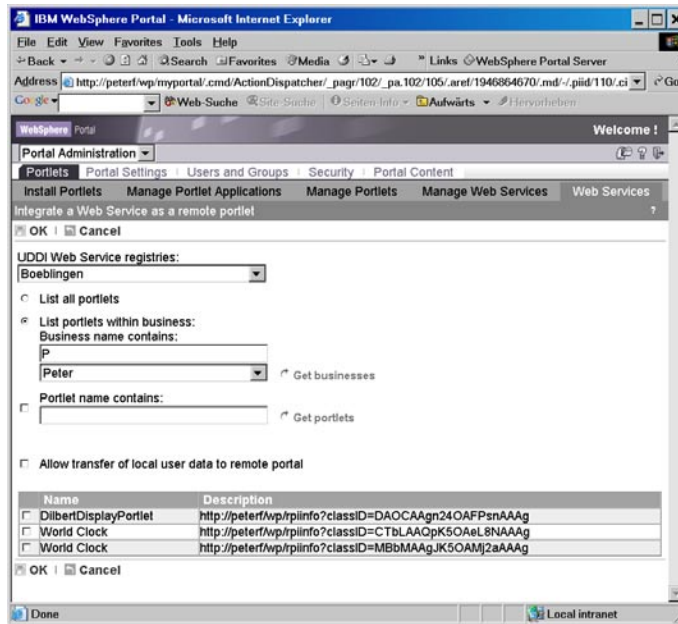 IBM WebSphere Portal - Microsoft Internet Explorer
File Edit View Favorites Tools Help
Back Search Favorites Media » Links WebSphere Portal Server
Address http://peterf/wp/myportal/.cmd/ActionDispatcher/_pagr/102/_pa.102/105/.aref/1946864670/.md/-/.piid/110/.ci Go
Google Web-Suche Site-Suche Seiten-Info Aufwärts Hervorheben
WebSphere Portal Welcome !
Portal Administration
Portlets Portal Settings Users and Groups Security Portal Content
Install Portlets Manage Portlet Applications Manage Portlets Manage Web Services Web Services
Integrate a Web Service as a remote portlet ?
OK | Cancel
UDDI Web Service registries:
Boeblingen
List all portlets
List portlets within business:
Business name contains:
P
Peter Get businesses
Portlet name contains:
Get portlets
Allow transfer of local user data to remote portal
Name Description
DilbertDisplayPortlet http://peterf/wp/rpiinfo?classID=DAOCAAgn24OAFPsnAAAg
World Clock http://peterf/wp/rpiinfo?classID=CTbLAAQpK5OAeL8NAAAg
World Clock http://peterf/wp/rpiinfo?classID=MBbMAAgJK5OAMj2aAAAg
OK | Cancel
Done Local intranet